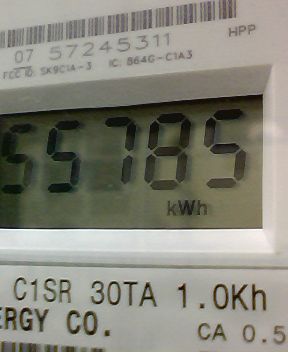 07 57245311
HPP
FCC ID: SK9C1A-3 IC: 864G-C1A3
55785
kWh
C1SR 30TA 1.0Kh
ERGY CO.
CA 0.5